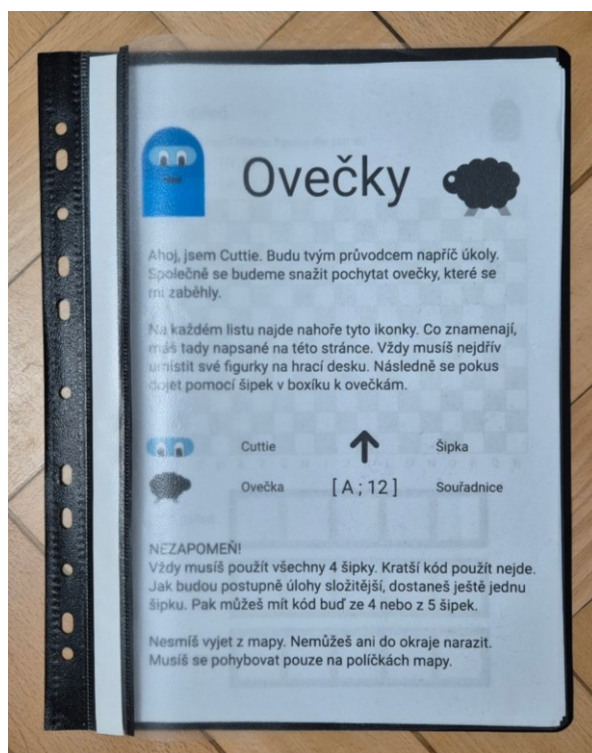 Ovečky
Ahoj, jsem Cuttie. Budu tvým průvodcem napříč úkoly.
Společně se budeme snažit pochytat ovečky, které se
mi zaběhly.
Na každém listu najde nahoře tyto ikonky. Co znamenají,
máš tady napsané na této stránce. Vždy musíš nejdřív
umístit své figurky na hrací desku. Následně se pokus
dojet pomocí šipek v boxíku k ovečkám.
Cuttie Šipka
Ovečka [ A ; 12 ] Souřadnice
NEZAPOMEŇ!
Vždy musíš použít všechny 4 šipky. Kratší kód použít nejde.
Jak budou postupně úlohy složitější, dostaneš ještě jednu
šipku. Pak můžeš mít kód buď ze 4 nebo z 5 šipek.
Nesmíš vyjet z mapy. Nemůžeš ani do okraje narazit.
Musíš se pohybovat pouze na políčkách mapy.